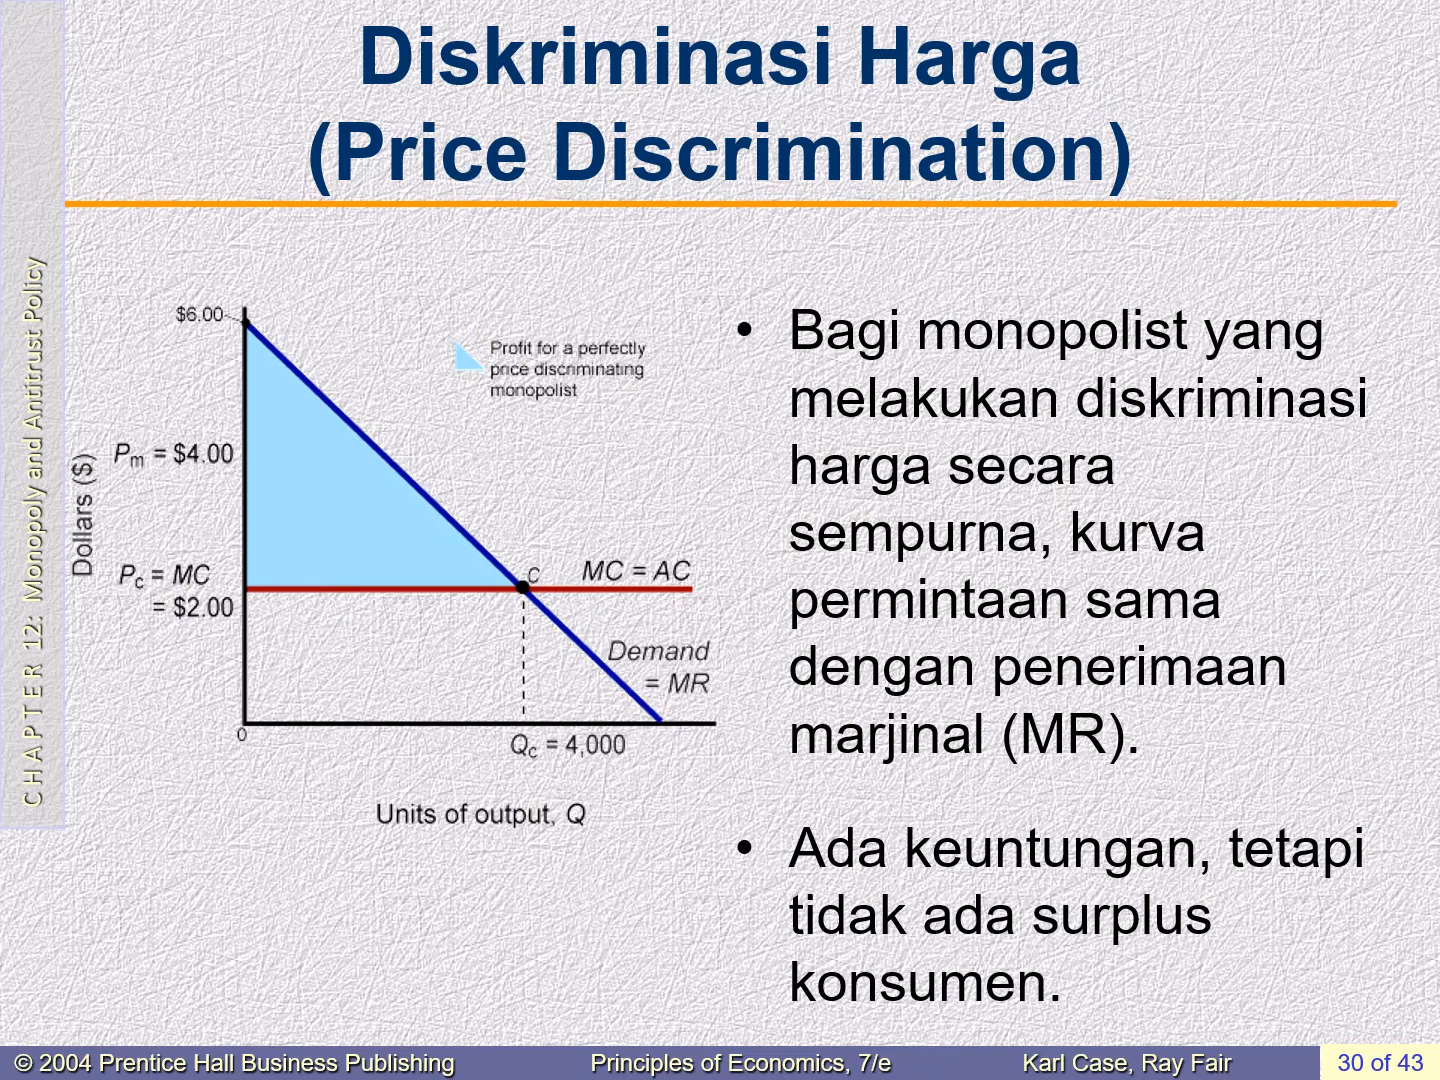 Diskriminasi Harga
(Price Discrimination)
CHAPTER 12: Monopoly and Antitrust Policy
$6.00
Profit for a perfectly
price discriminating
monopolist
Pm = $4.00
Dollars ($)
Pc = MC
= $2.00
C
MC = AC
Demand
= MR
0
Qc = 4,000
Units of output, Q
• Bagi monopolist yang
melakukan diskriminasi
harga secara
sempurna, kurva
permintaan sama
dengan penerimaan
marjinal (MR).
• Ada keuntungan, tetapi
tidak ada surplus
konsumen.
© 2004 Prentice Hall Business Publishing Principles of Economics, 7/e Karl Case, Ray Fair 30 of 43